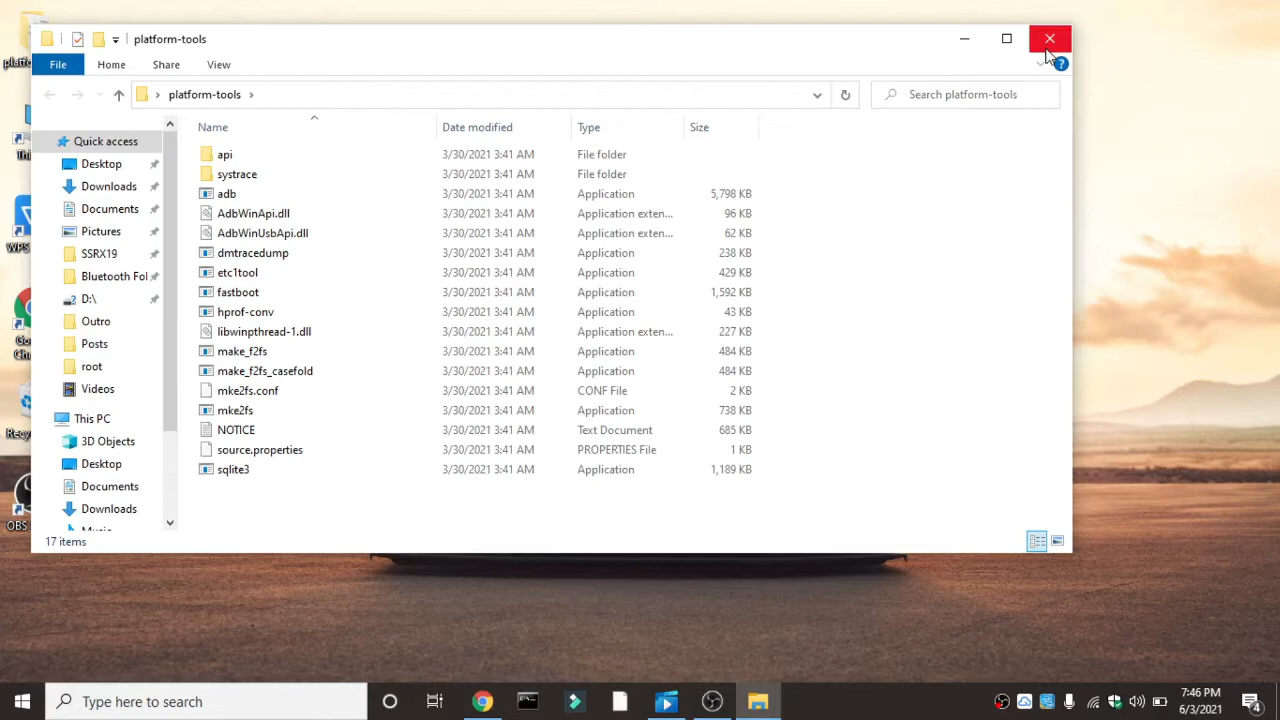 platform-tools
File Home Share View
platform-tools
Search platform-tools
Name Date modified Type Size
Quick access
Desktop
Downloads
Documents
Pictures
SSRX19
Bluetooth Fol
D:\
Outro
Posts
root
Videos
This PC
3D Objects
Desktop
Documents
Downloads
api 3/30/2021 3:41 AM File folder
systrace 3/30/2021 3:41 AM File folder
adb 3/30/2021 3:41 AM Application 5,798 KB
AdbWinApi.dll 3/30/2021 3:41 AM Application exten... 96 KB
AdbWinUsbApi.dll 3/30/2021 3:41 AM Application exten... 62 KB
dmtracedump 3/30/2021 3:41 AM Application 238 KB
etc1tool 3/30/2021 3:41 AM Application 429 KB
fastboot 3/30/2021 3:41 AM Application 1,592 KB
hprof-conv 3/30/2021 3:41 AM Application 43 KB
libwinpthread-1.dll 3/30/2021 3:41 AM Application exten... 227 KB
make_f2fs 3/30/2021 3:41 AM Application 484 KB
make_f2fs_casefold 3/30/2021 3:41 AM Application 484 KB
mke2fs.conf 3/30/2021 3:41 AM CONF File 2 KB
mke2fs 3/30/2021 3:41 AM Application 738 KB
NOTICE 3/30/2021 3:41 AM Text Document 685 KB
source.properties 3/30/2021 3:41 AM PROPERTIES File 1 KB
sqlite3 3/30/2021 3:41 AM Application 1,189 KB
17 items
WPS
OBS
Type here to search
7:46 PM
6/3/2021
4